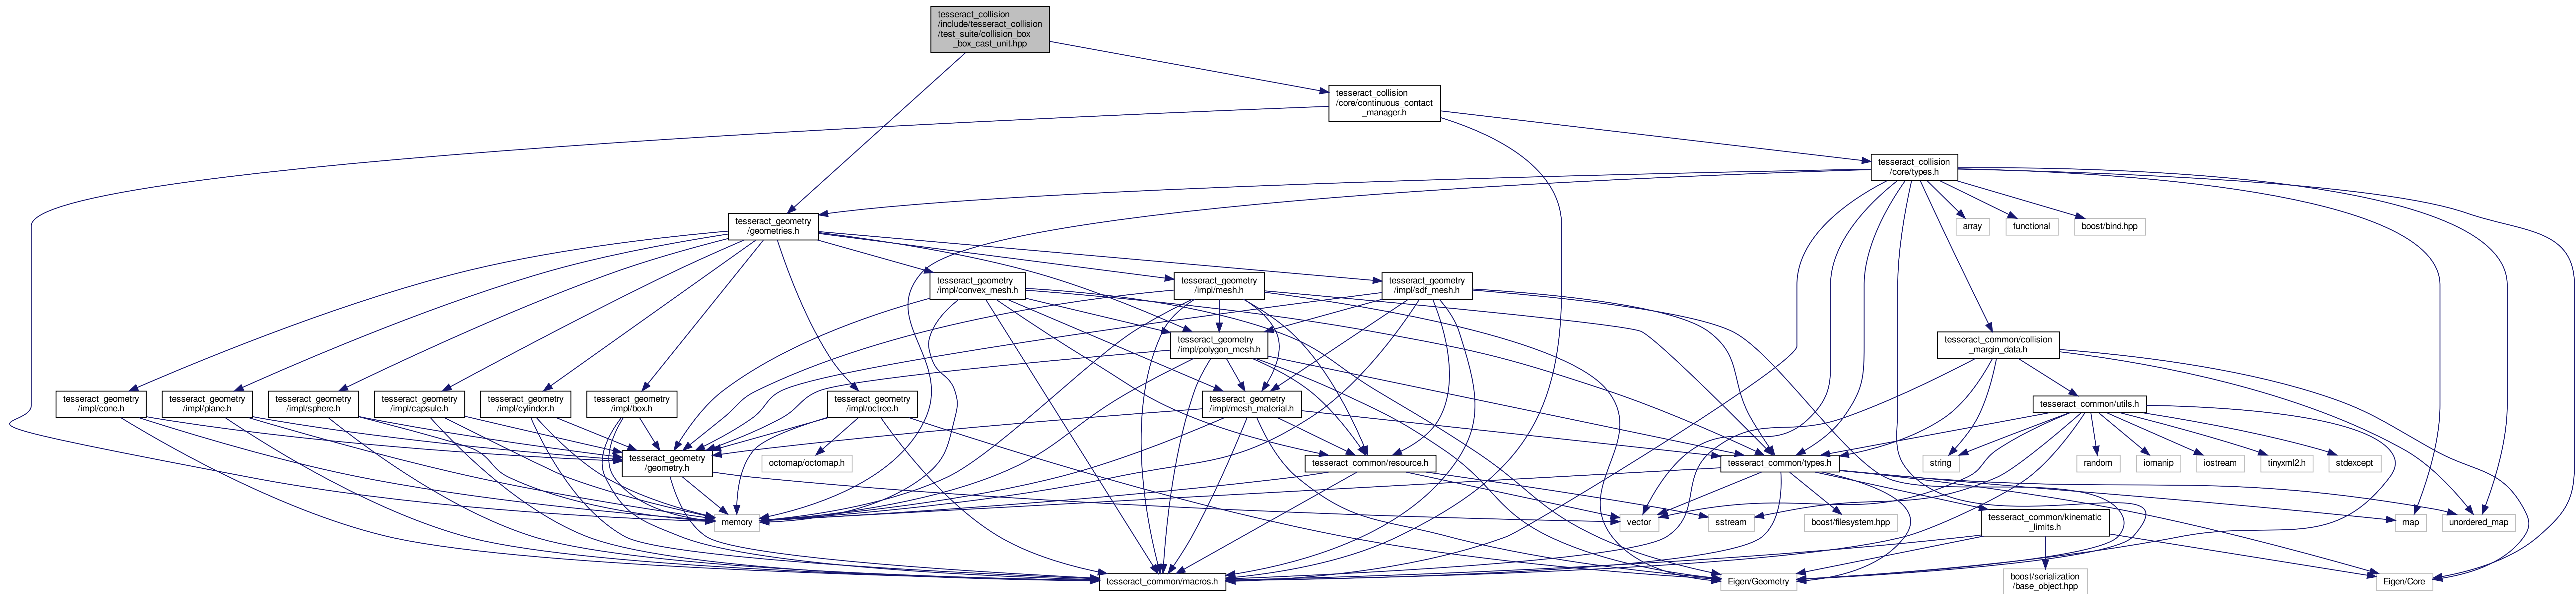 tesseract_collision
/include/tesseract_collision
/test_suite/collision_box
_box_cast_unit.hpp
tesseract_collision
/core/continuous_contact
_manager.h
tesseract_collision
/core/types.h
tesseract_geometry
/geometries.h
array
functional
boost/bind.hpp
tesseract_geometry
/impl/convex_mesh.h
tesseract_geometry
/impl/mesh.h
tesseract_geometry
/impl/sdf_mesh.h
tesseract_geometry
/impl/polygon_mesh.h
tesseract_common/collision
_margin_data.h
tesseract_geometry
/impl/cone.h
tesseract_geometry
/impl/plane.h
tesseract_geometry
/impl/sphere.h
tesseract_geometry
/impl/capsule.h
tesseract_geometry
/impl/cylinder.h
tesseract_geometry
/impl/box.h
tesseract_geometry
/impl/octree.h
tesseract_geometry
/impl/mesh_material.h
tesseract_common/utils.h
tesseract_geometry
/geometry.h
octomap/octomap.h
tesseract_common/resource.h
tesseract_common/types.h
string
random
iomanip
iostream
tinyxml2.h
stdexcept
memory
vector
sstream
boost/filesystem.hpp
tesseract_common/kinematic
_limits.h
map
unordered_map
tesseract_common/macros.h
Eigen/Geometry
boost/serialization
/base_object.hpp
Eigen/Core